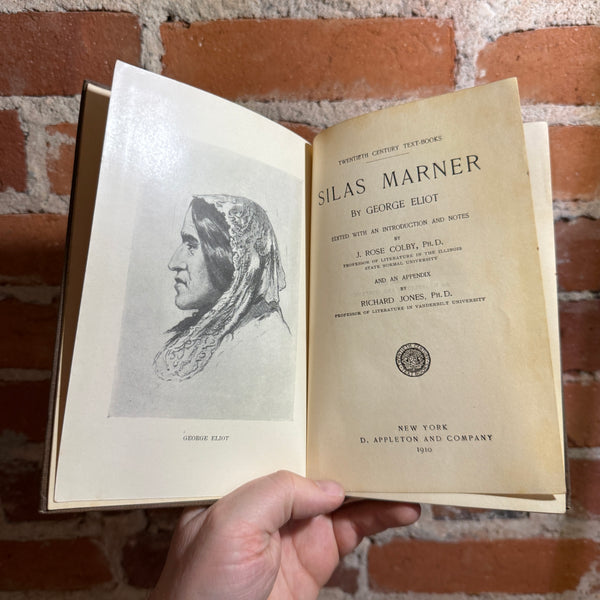 GEORGE ELIOT
TWENTIETH CENTURY TEXT-BOOKS
SILAS MARNER
BY GEORGE ELIOT
EDITED WITH AN INTRODUCTION AND NOTES
BY
J. ROSE COLBY, PH.D.
PROFESSOR OF LITERATURE IN THE ILLINOIS
STATE NORMAL UNIVERSITY
AND AN APPENDIX
BY
RICHARD JONES, PH.D.
PROFESSOR OF LITERATURE IN VANDERBILT UNIVERSITY
NEW YORK
D. APPLETON AND COMPANY
1910